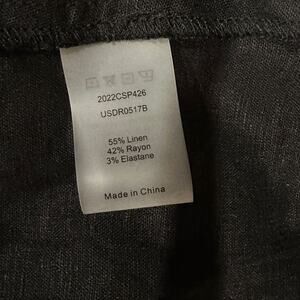 2022CSP426
USDR0517B
55% Linen
42% Rayon
3% Elastane
Made in China